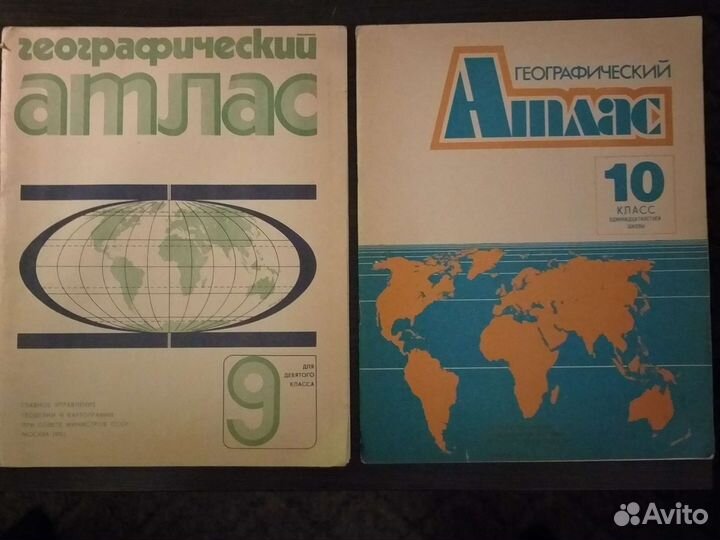 географический
атлас
9
ДЛЯ
ДЕВЯТОГО
КЛАССА
ГЛАВНОЕ УПРАВЛЕНИЕ
ГЕОДЕЗИИ И КАРТОГРАФИИ
ПРИ СОВЕТЕ МИНИСТРОВ СССР
МОСКВА
ГЕОГРАФИЧЕСКИЙ
Атлас
10
КЛАСС
ОДИННАДЦАТИЛЕТНЕЙ
ШКОЛЫ
Avito